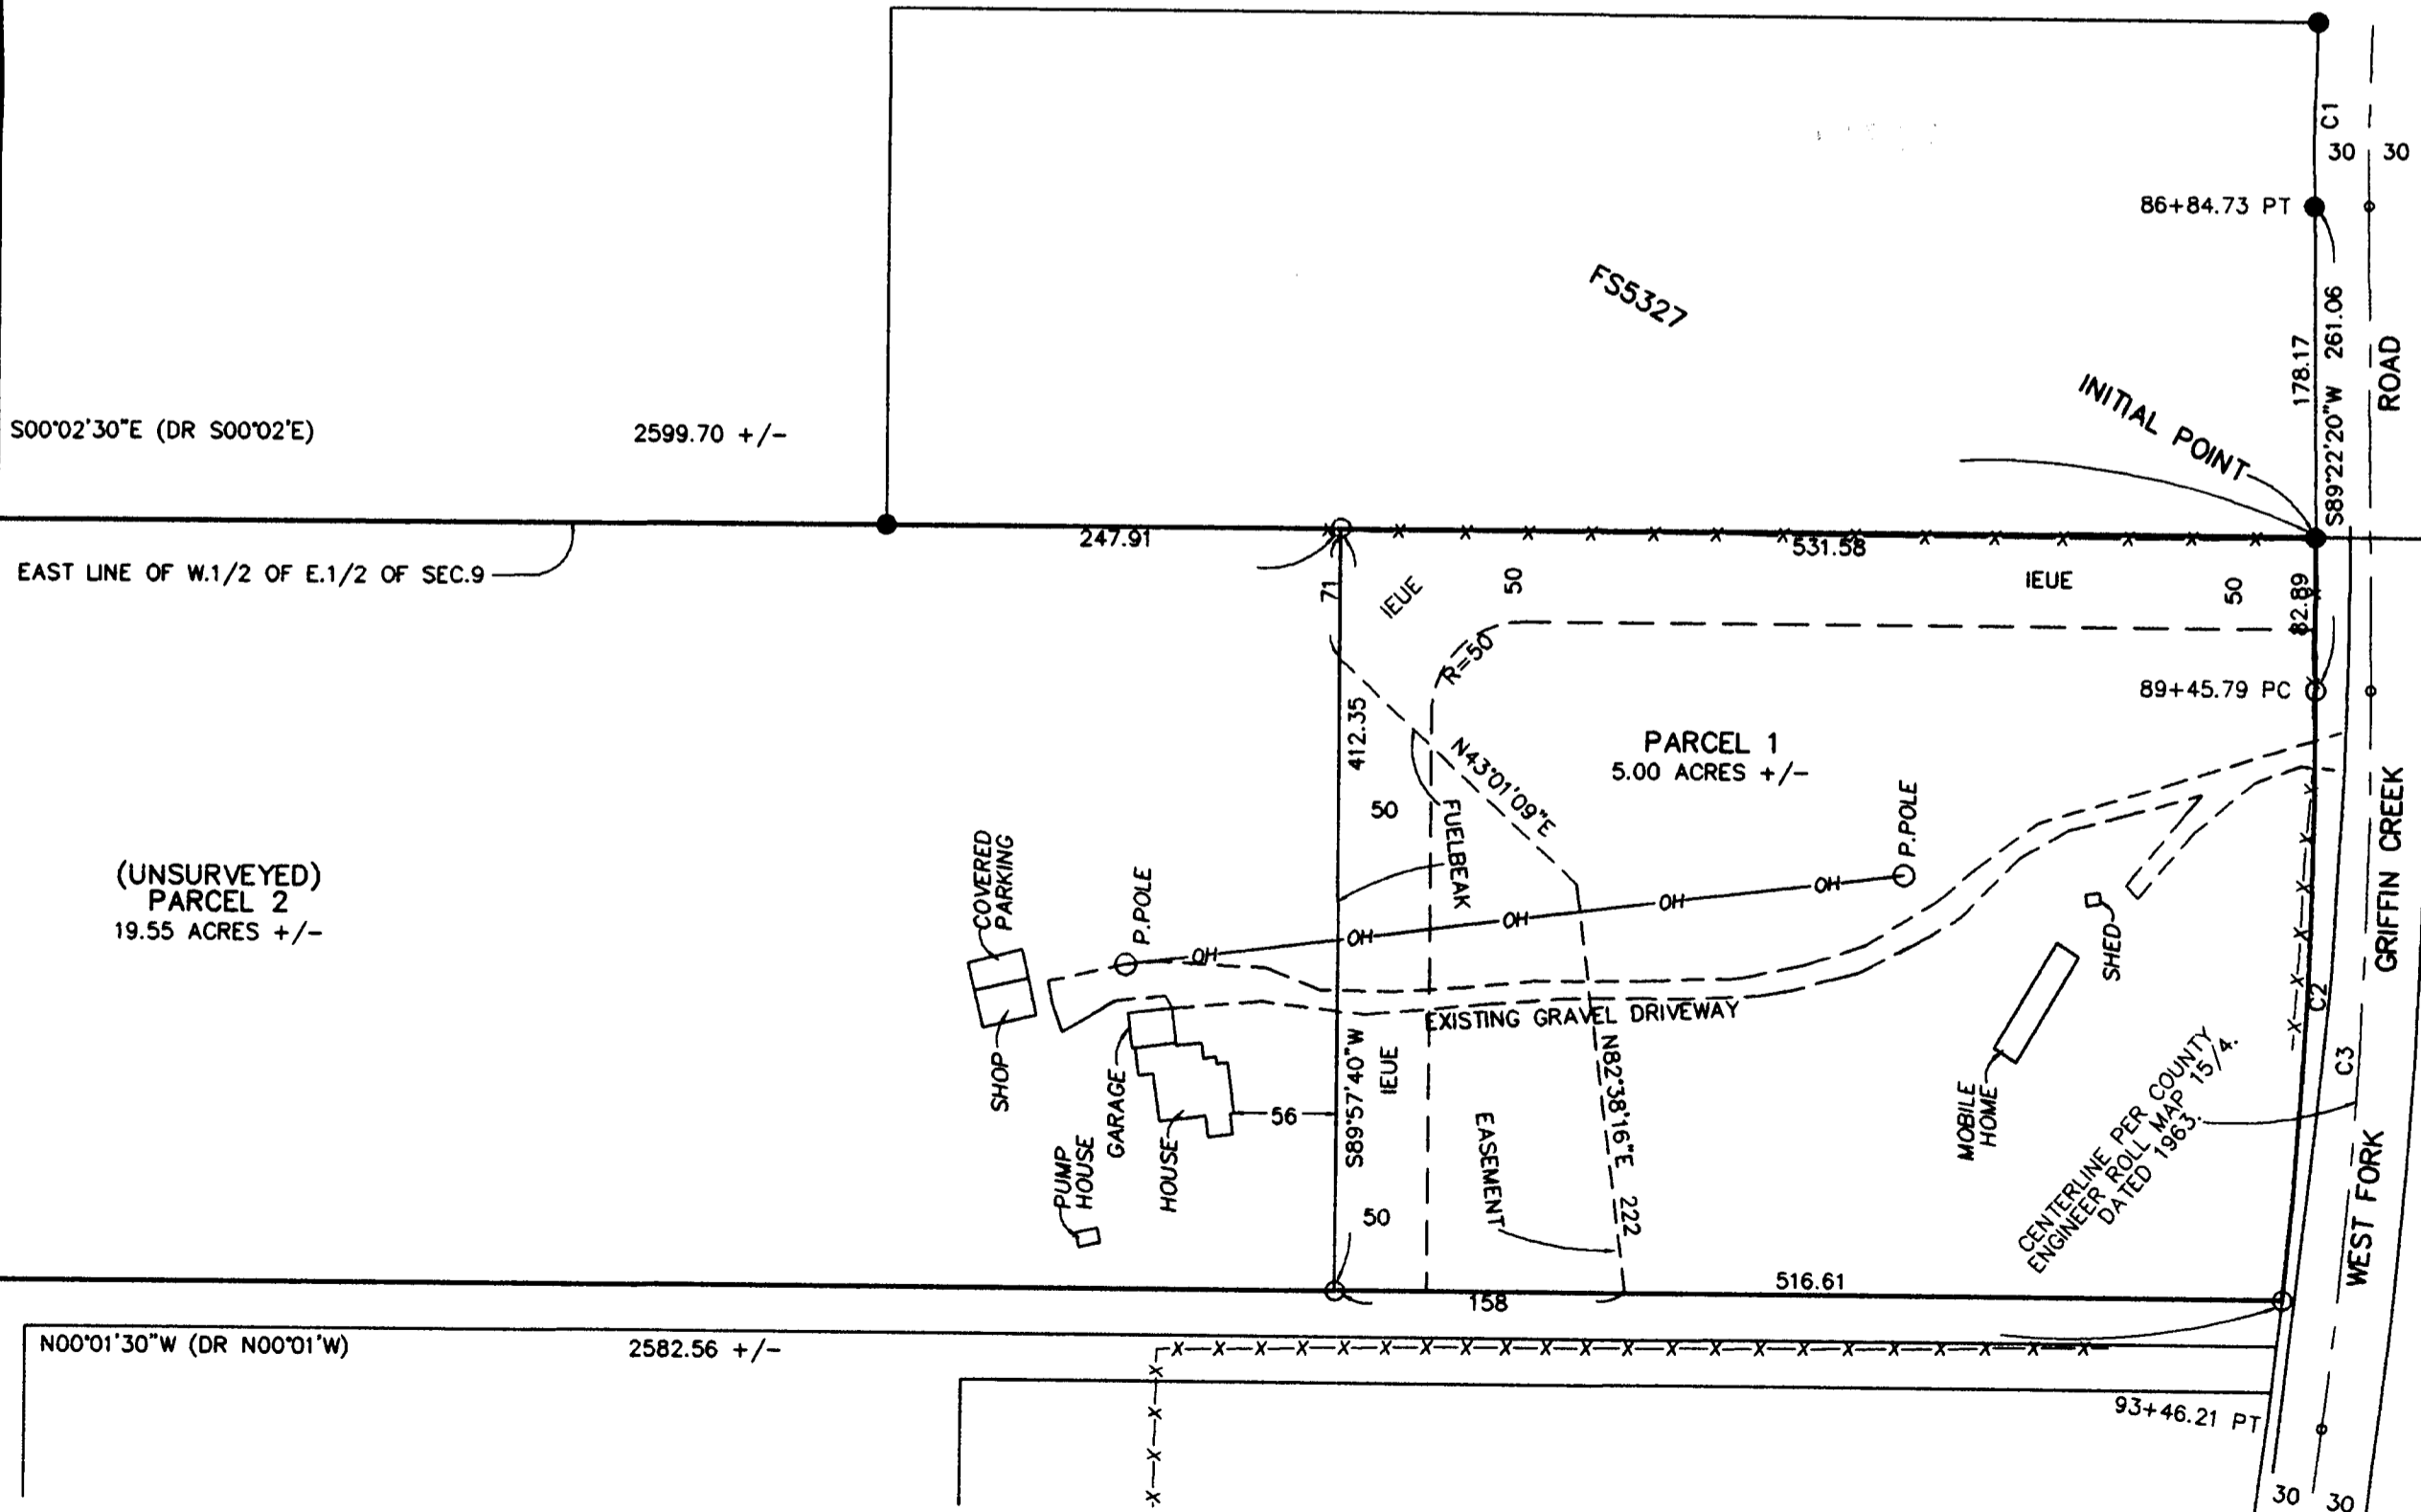 C1
30
30
86+84.73 PT
FS5327
S89°22'20"W 261.06
178.17
ROAD
INITIAL POINT
S00°02'30"E (DR S00°02'E)
2599.70 +/-
247.91
531.58
EAST LINE OF W.1/2 OF E.1/2 OF SEC.9
71
IEUE
50
IEUE
50
82.89
R=50
89+45.79 PC
412.35
N43°01'09"E
PARCEL 1
5.00 ACRES +/-
50
FUELBEAK
P.POLE
GRIFFIN CREEK
(UNSURVEYED)
PARCEL 2
19.55 ACRES +/-
COVERED
PARKING
P.POLE
OH
OH
OH
OH
OH
SHED
EXISTING GRAVEL DRIVEWAY
C2
SHOP
GARAGE
HOUSE
56
S89°57'40"W
IEUE
N82°38'16"E 222
EASEMENT
MOBILE
HOME
C3
CENTERLINE PER COUNTY
ENGINEER ROLL MAP 15/4.
DATED 1963.
WEST FORK
PUMP
HOUSE
50
158
516.61
N00°01'30"W (DR N00°01'W)
2582.56 +/-
93+46.21 PT
30
30